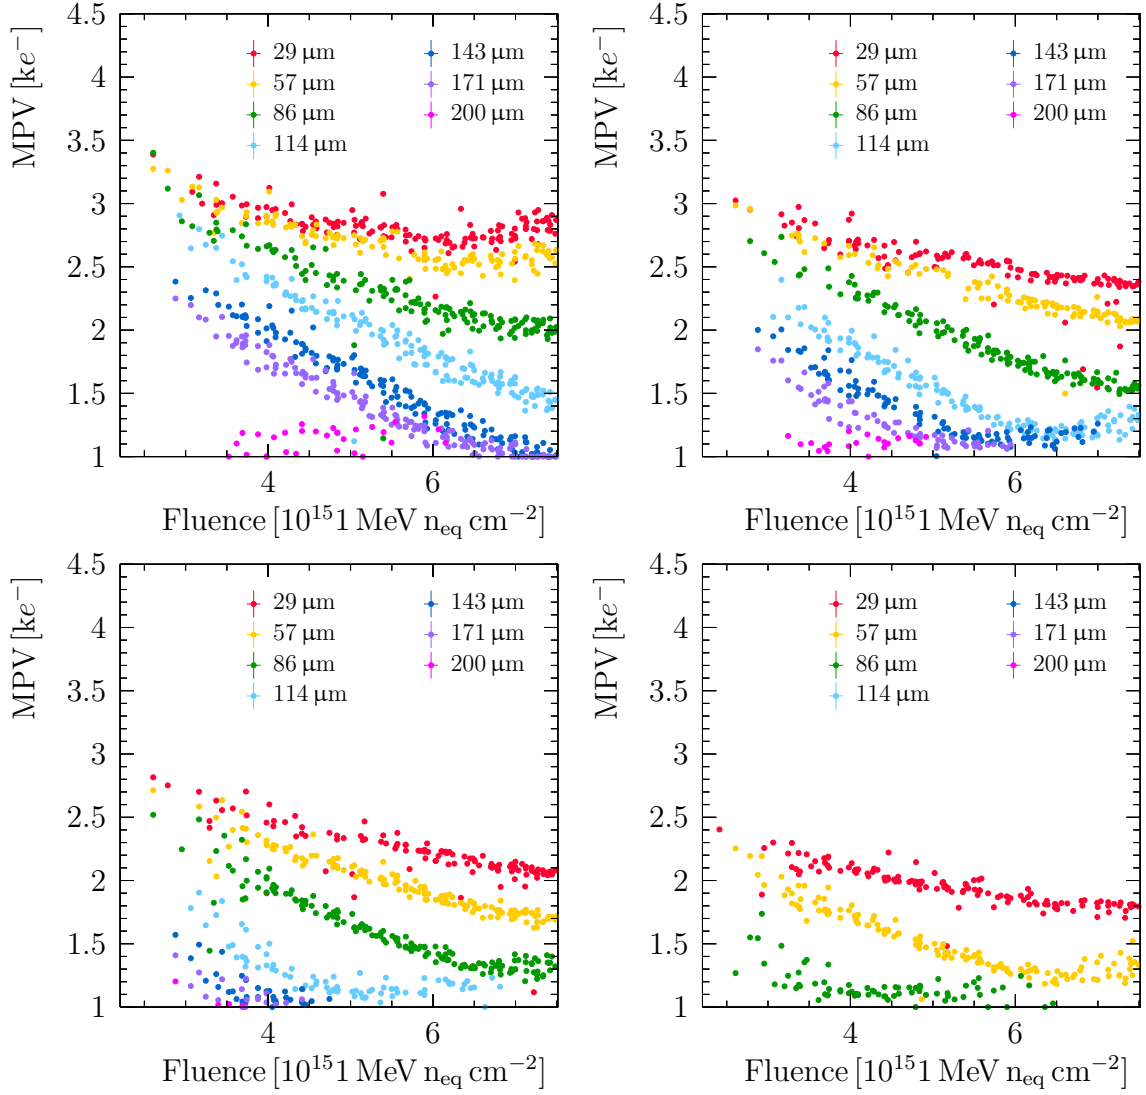 4.5
4
3.5
3
2.5
2
1.5
1
MPV [ke⁻]
29 µm
57 µm
86 µm
114 µm
143 µm
171 µm
200 µm
4
6
Fluence [10¹⁵ 1 MeV n_eq cm⁻²]
4.5
4
3.5
3
2.5
2
1.5
1
MPV [ke⁻]
29 µm
57 µm
86 µm
114 µm
143 µm
171 µm
200 µm
4
6
Fluence [10¹⁵ 1 MeV n_eq cm⁻²]
4.5
4
3.5
3
2.5
2
1.5
1
MPV [ke⁻]
29 µm
57 µm
86 µm
114 µm
143 µm
171 µm
200 µm
4
6
Fluence [10¹⁵ 1 MeV n_eq cm⁻²]
4.5
4
3.5
3
2.5
2
1.5
1
MPV [ke⁻]
29 µm
57 µm
86 µm
114 µm
143 µm
171 µm
200 µm
4
6
Fluence [10¹⁵ 1 MeV n_eq cm⁻²]